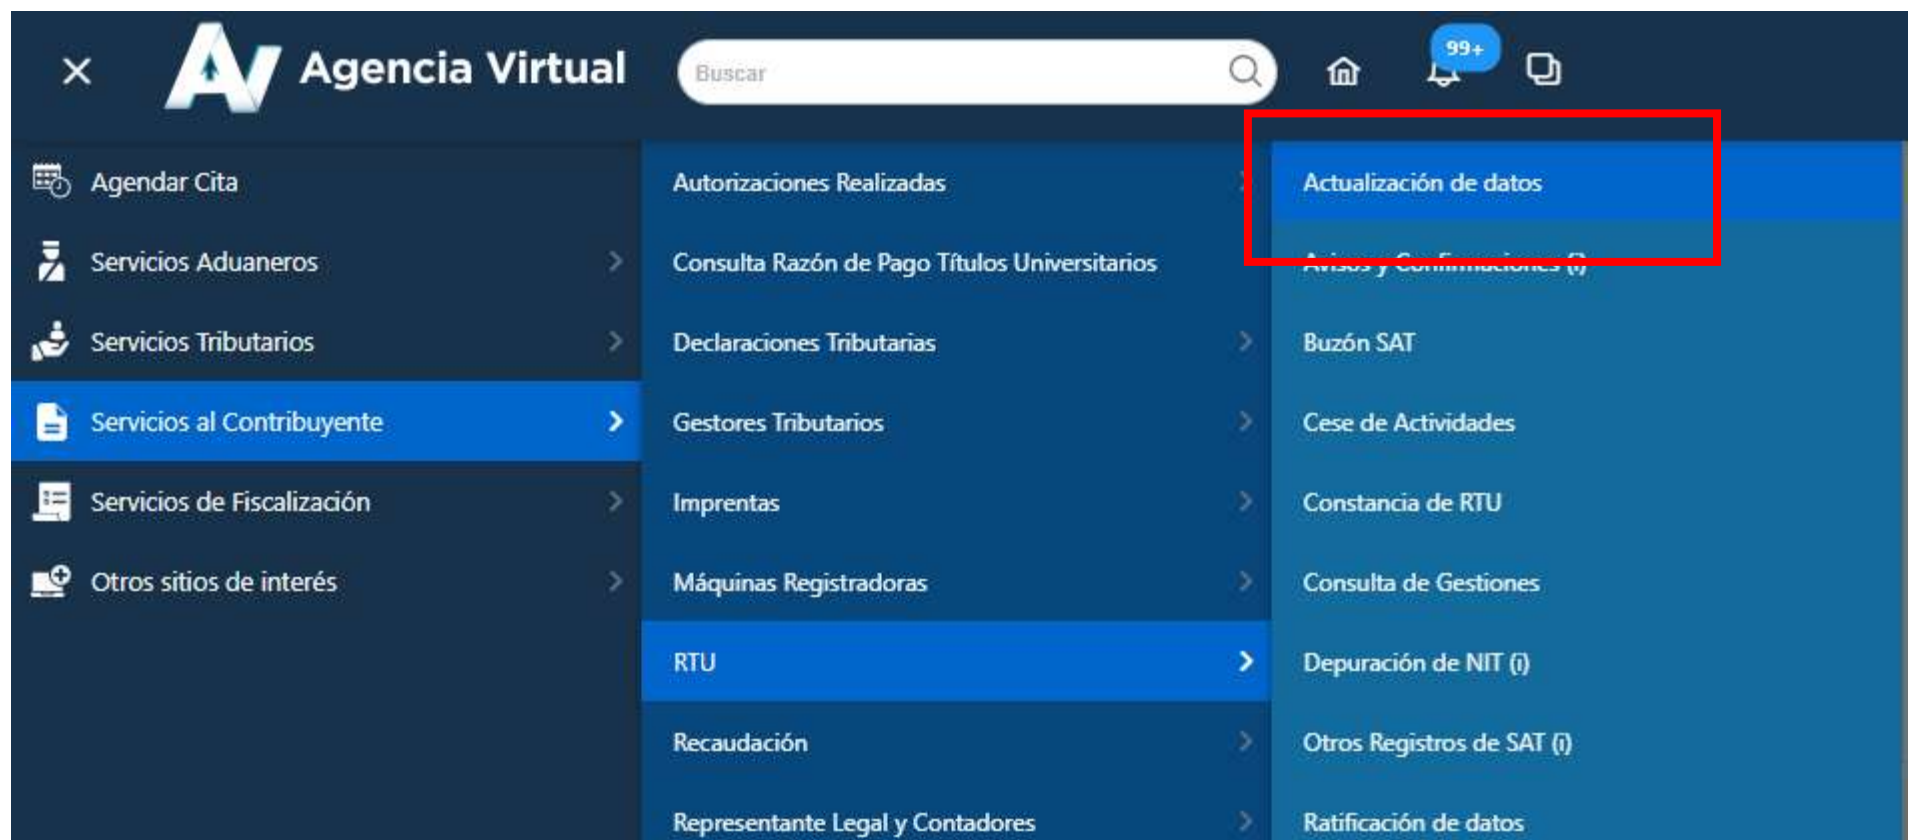 AV Agencia Virtual
Buscar
99+
Agendar Cita
Servicios Aduaneros
Servicios Tributarios
Servicios al Contribuyente
Servicios de Fiscalización
Otros sitios de interés
Autorizaciones Realizadas
Consulta Razón de Pago Títulos Universitarios
Declaraciones Tributarias
Gestores Tributarios
Imprentas
Máquinas Registradoras
RTU
Recaudación
Representante Legal y Contadores
Actualización de datos
Avisos y Confirmaciones (i)
Buzón SAT
Cese de Actividades
Constancia de RTU
Consulta de Gestiones
Depuración de NIT (i)
Otros Registros de SAT (i)
Ratificación de datos